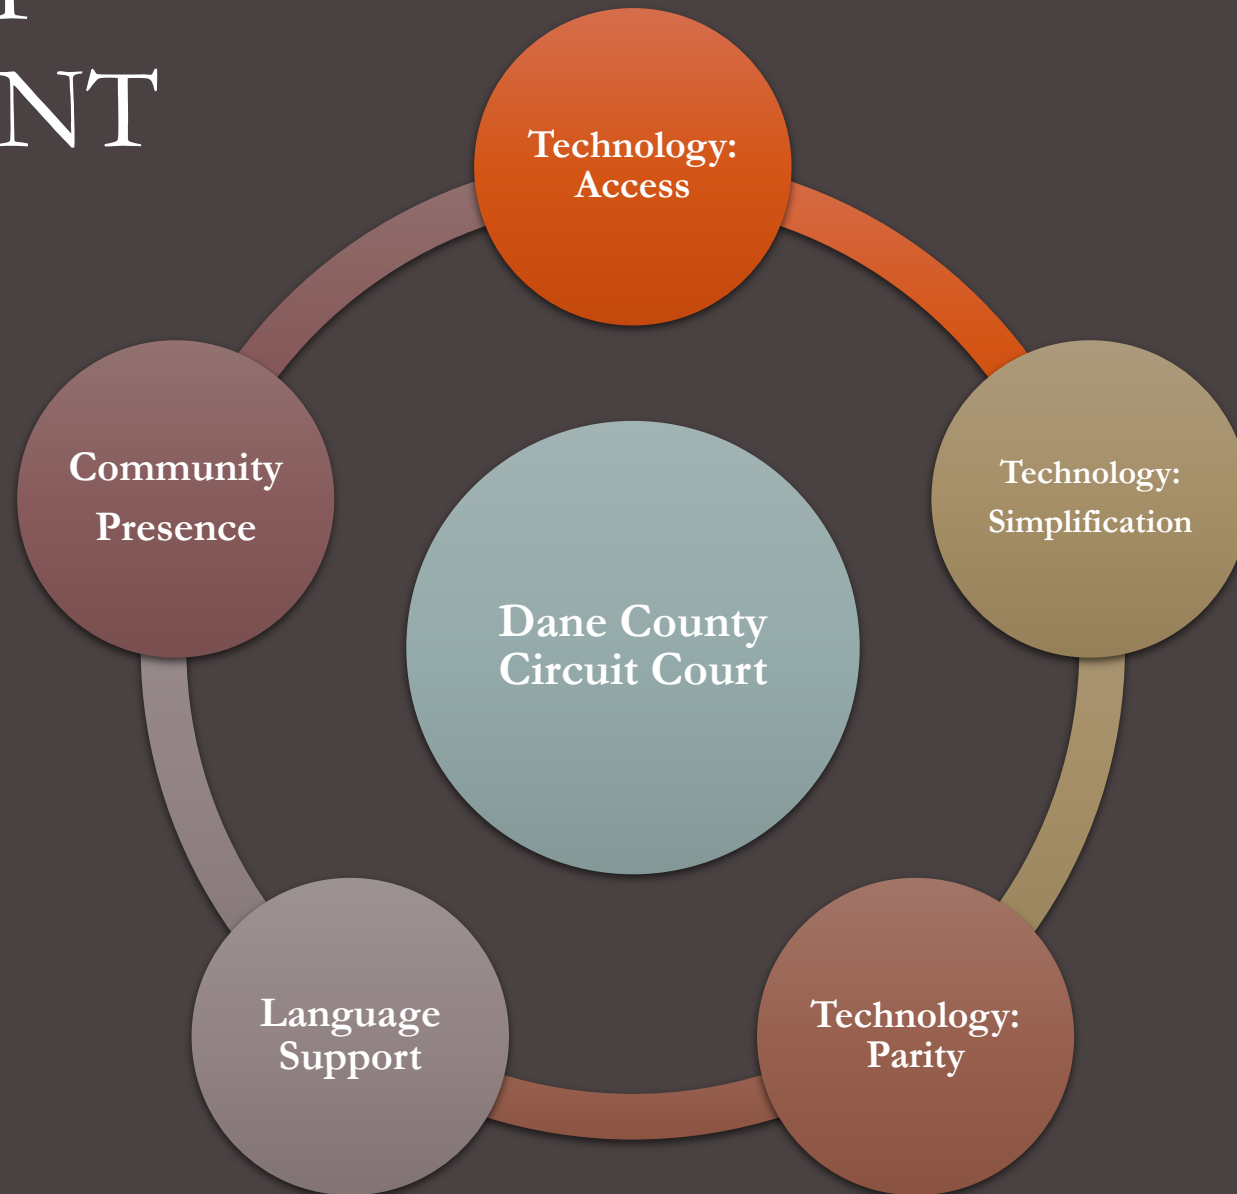 NT
Technology:
Access
Community
Presence
Technology:
Simplification
Dane County
Circuit Court
Language
Support
Technology:
Parity